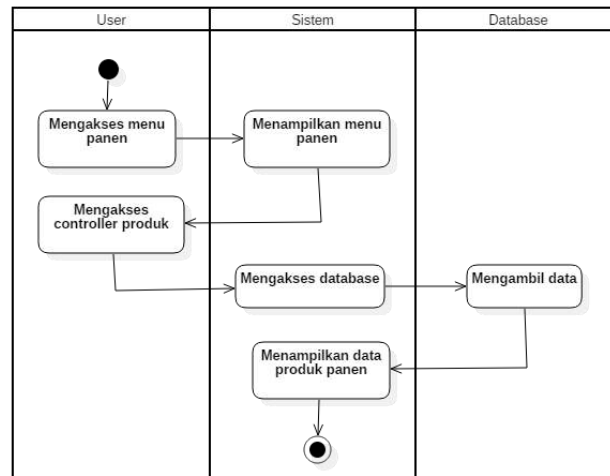 User
Sistem
Database
Mengakses menu
panen
Menampilkan menu
panen
Mengakses
controller produk
Mengakses database
Mengambil data
Menampilkan data
produk panen